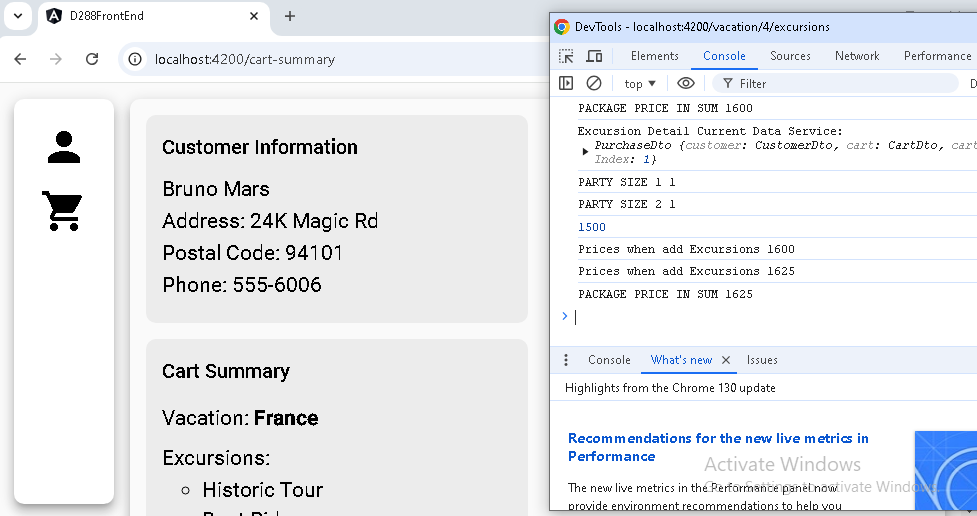 D288FrontEnd
localhost:4200/cart-summary
Customer Information
Bruno Mars
Address: 24K Magic Rd
Postal Code: 94101
Phone: 555-6006
Cart Summary
Vacation: France
Excursions:
Historic Tour
DevTools - localhost:4200/vacation/4/excursions
Elements Console Sources Network Performance
top Filter D
PACKAGE PRICE IN SUM 1600
Excursion Detail Current Data Service:
PurchaseDto {customer: CustomerDto, cart: CartDto, cart
Index: 1}
PARTY SIZE 1 1
PARTY SIZE 2 1
1500
Prices when add Excursions 1600
Prices when add Excursions 1625
PACKAGE PRICE IN SUM 1625
Console What's new Issues
Highlights from the Chrome 130 update
Recommendations for the new live metrics in
Performance
The new live metrics in the Performance panel now
provide environment recommendations to help you
Activate Windows
Go to Settings to activate Windows